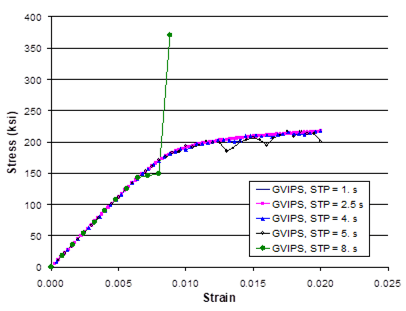 400
350
300
250
200
150
100
50
0
Stress (ksi)
GVIPS, STP = 1. s
GVIPS, STP = 2.5 s
GVIPS, STP = 4. s
GVIPS, STP = 5. s
GVIPS, STP = 8. s
0.000 0.005 0.010 0.015 0.020 0.025
Strain